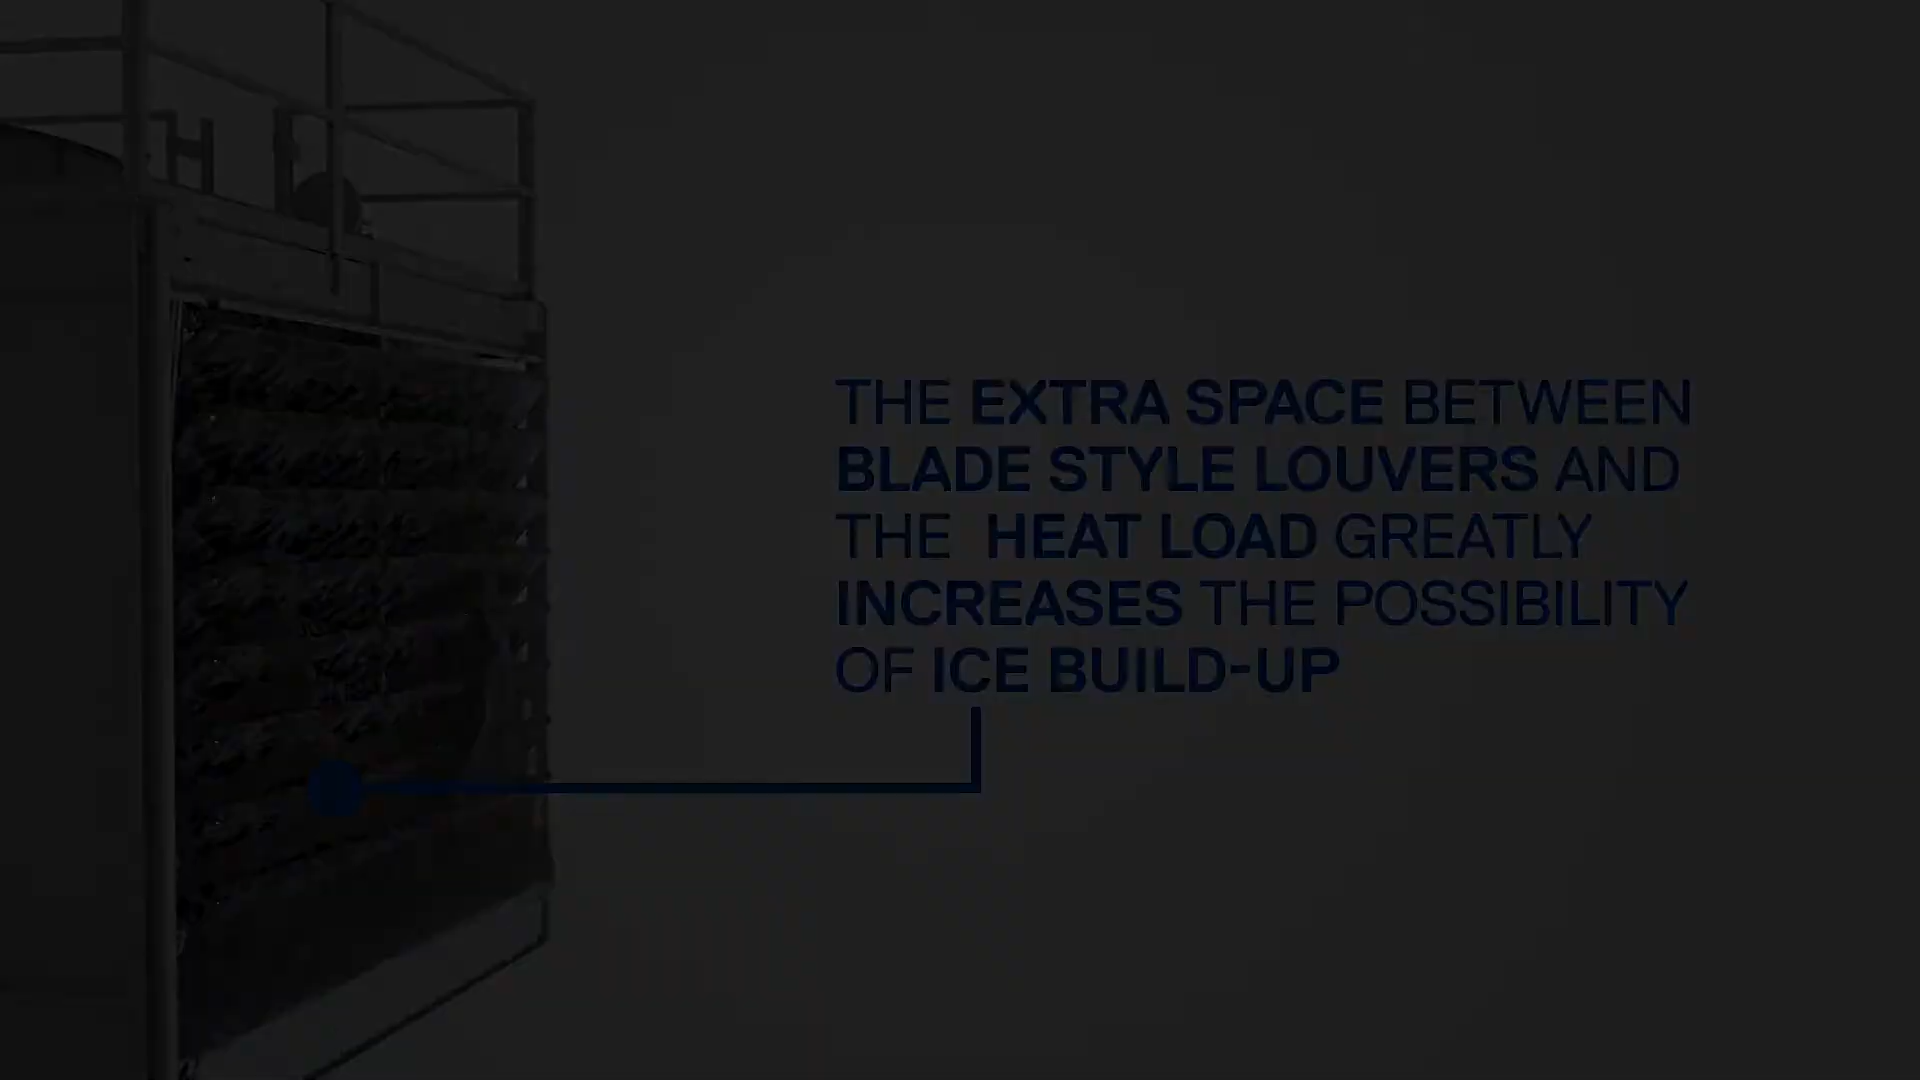 THE EXTRA SPACE BETWEEN
BLADE STYLE LOUVERS AND
THE HEAT LOAD GREATLY
INCREASES THE POSSIBILITY
OF ICE BUILD-UP